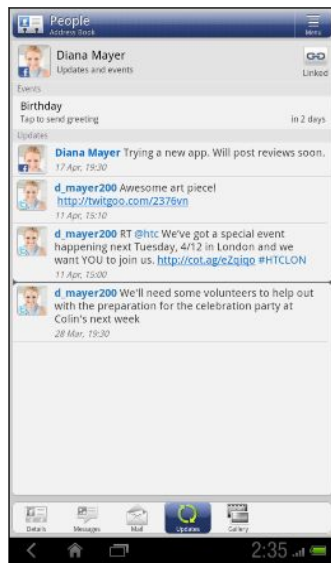 People
Address Book
Menu
Diana Mayer
Updates and events
Linked
Events
Birthday
Tap to send greeting
in 2 days
Updates
Diana Mayer Trying a new app. Will post reviews soon.
17 Apr, 19:30
d_mayer200 Awesome art piece!
http://twitgoo.com/2376vn
11 Apr, 15:10
d_mayer200 RT @htc We've got a special event
happening next Tuesday, 4/12 in London and we
want YOU to join us. http://cot.ag/eZqiqo #HTCLON
11 Apr, 15:00
d_mayer200 We'll need some volunteers to help out
with the preparation for the celebration party at
Colin's next week
28 Mar, 19:30
Details
Messages
Mail
Updates
Gallery
2:35